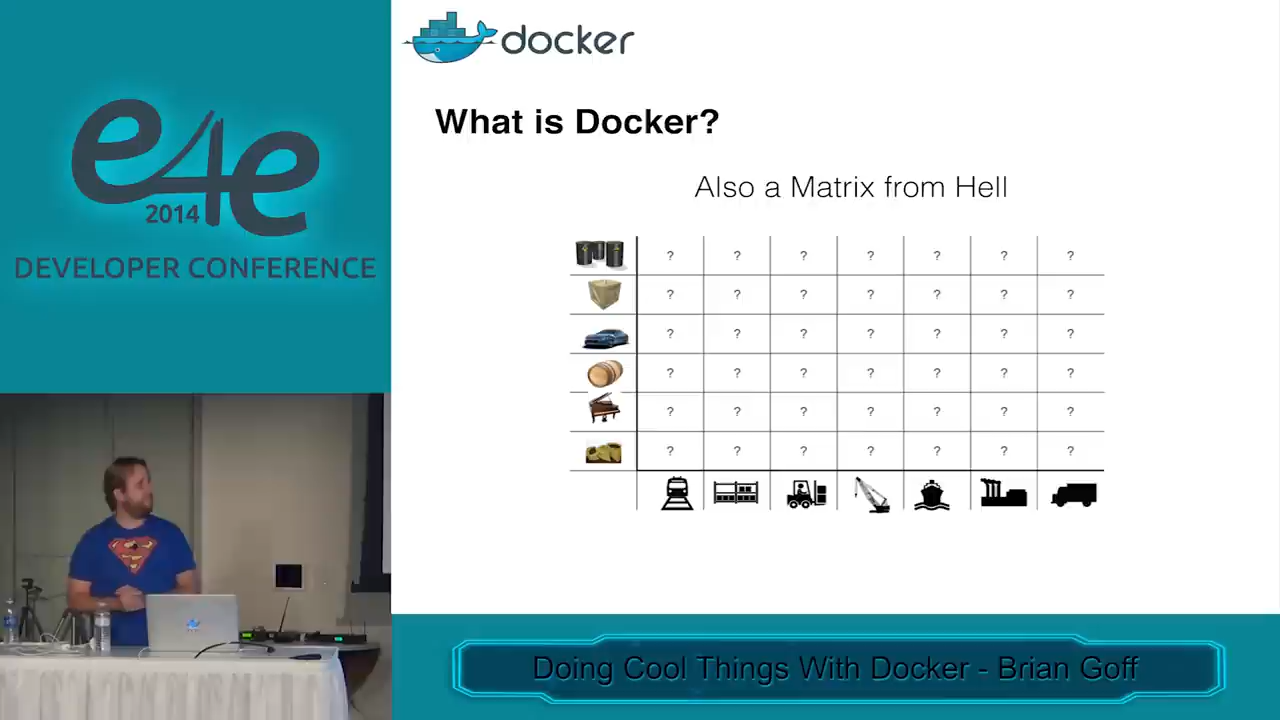 e4e
2014
DEVELOPER CONFERENCE
docker
What is Docker?
Also a Matrix from Hell
? ? ? ? ? ? ?
? ? ? ? ? ? ?
? ? ? ? ? ? ?
? ? ? ? ? ? ?
? ? ? ? ? ? ?
? ? ? ? ? ? ?
Doing Cool Things With Docker - Brian Goff